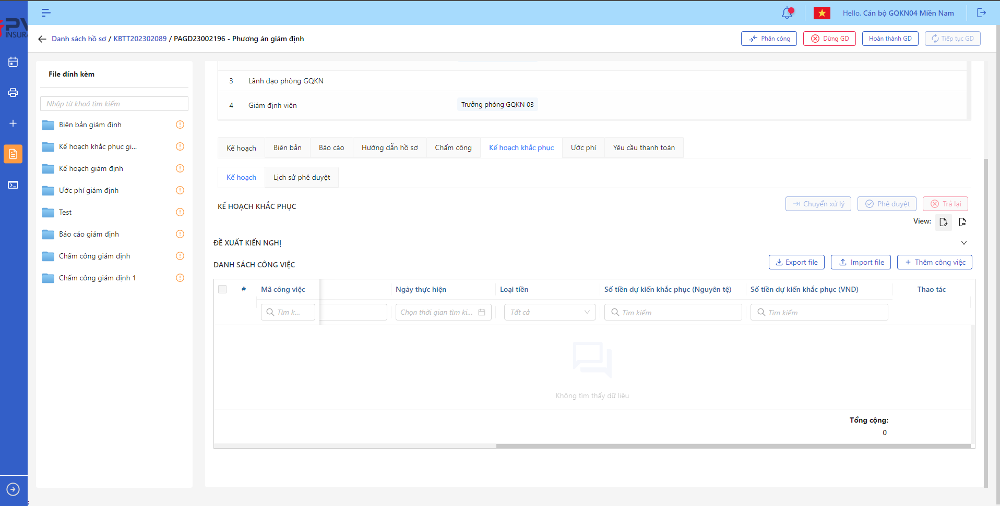 Hello, Cán bộ GQKN04 Miền Nam
INSUR
Danh sách hồ sơ / KBTT202302089 / PAGD23002196 - Phương án giám định
Phân công
Dừng GD
Hoàn thành GD
Tiếp tục GD
File đính kèm
Nhập từ khoá tìm kiếm
Biên bản giám định
Kế hoạch khắc phục gi...
Kế hoạch giám định
Ước phí giám định
Test
Báo cáo giám định
Chấm công giám định
Chấm công giám định 1
3 Lãnh đạo phòng GQKN
4 Giám định viên Trưởng phòng GQKN 03
Kế hoạch Biên bản Báo cáo Hướng dẫn hồ sơ Chấm công Kế hoạch khắc phục Ước phí Yêu cầu thanh toán
Kế hoạch Lịch sử phê duyệt
KẾ HOẠCH KHẮC PHỤC
Chuyển xử lý
Phê duyệt
Trả lại
View:
ĐỀ XUẤT KIẾN NGHỊ
DANH SÁCH CÔNG VIỆC
Export file
Import file
+ Thêm công việc
# Mã công việc Ngày thực hiện Loại tiền Số tiền dự kiến khắc phục (Nguyên tệ) Số tiền dự kiến khắc phục (VND) Thao tác
Tìm k... Chọn thời gian tìm ki... Tất cả Tìm kiếm Tìm kiếm
Không tìm thấy dữ liệu
Tổng cộng:
0